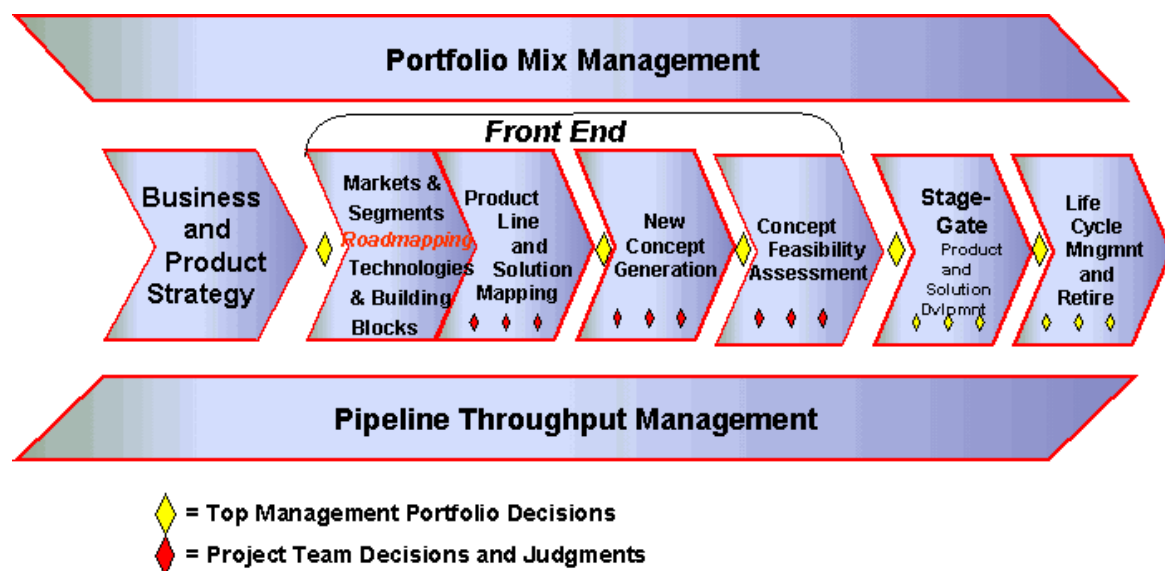 Portfolio Mix Management
Front End
Business
and
Product
Strategy
Markets &
Segments
Roadmapping
Technologies
& Building
Blocks
Product
Line
and
Solution
Mapping
New
Concept
Generation
Concept
Feasibility
Assessment
Stage-
Gate
Product
and
Solution
Dvlpmnt
Life
Cycle
Mngmnt
and
Retire
Pipeline Throughput Management
= Top Management Portfolio Decisions
= Project Team Decisions and Judgments